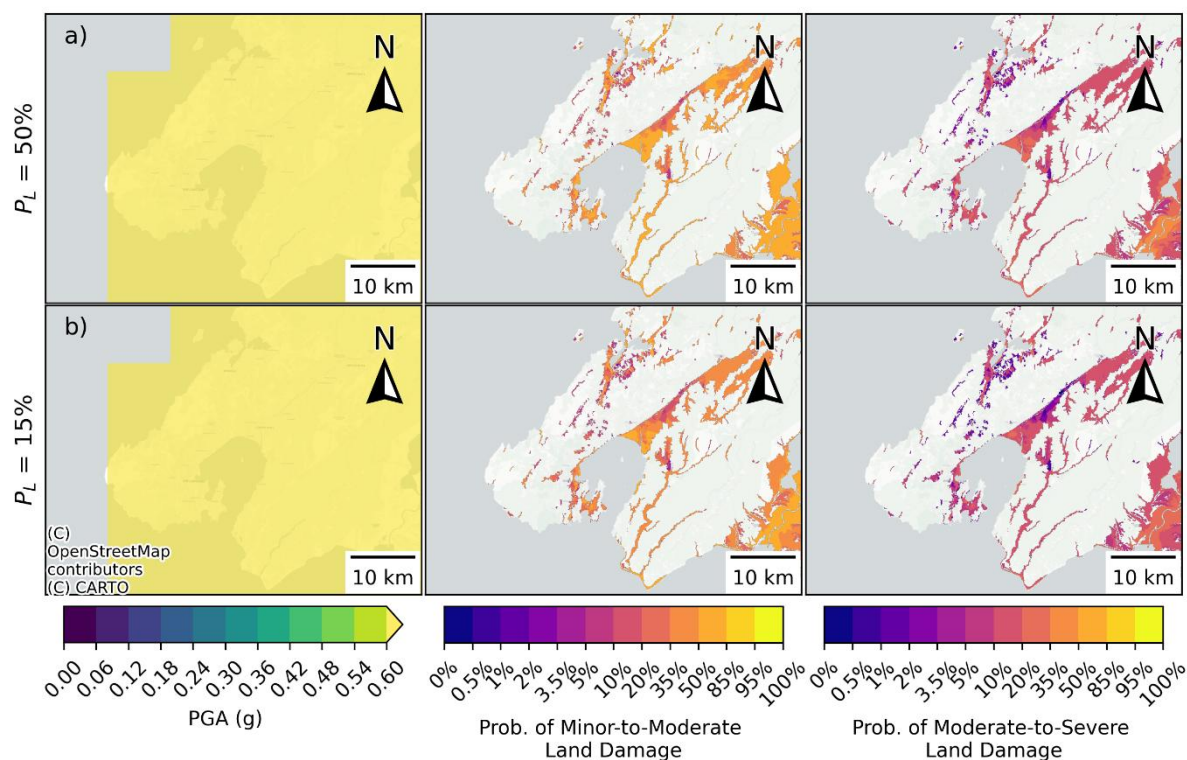 a)
N
N
N
P_L = 50%
10 km
10 km
10 km
b)
N
N
N
P_L = 15%
(C)
OpenStreetMap
contributors
(C) CARTO
10 km
10 km
10 km
0.00 0.06 0.12 0.18 0.24 0.30 0.36 0.42 0.48 0.54 0.60
PGA (g)
0% 0.5% 1% 2% 3.5% 5% 10% 20% 35% 50% 85% 95% 100%
Prob. of Minor-to-Moderate
Land Damage
0% 0.5% 1% 2% 3.5% 5% 10% 20% 35% 50% 85% 95% 100%
Prob. of Moderate-to-Severe
Land Damage